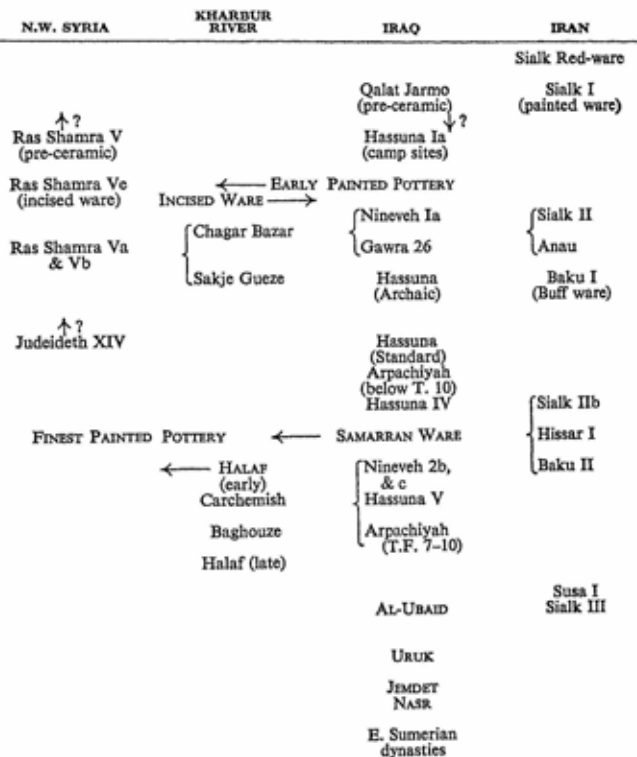 N.W. SYRIA KHARBUR RIVER IRAQ IRAN
Sialk Red-ware
Qalat Jarmo Sialk I
(pre-ceramic) (painted ware)
↑? ↓?
Ras Shamra V Hassuna Ia
(pre-ceramic) (camp sites)
Ras Shamra Ve ← EARLY PAINTED POTTERY
(incised ware) INCISED WARE →
Chagar Bazar Nineveh Ia Sialk II
Ras Shamra Va Gawra 26 Anau
& Vb
Sakje Gueze Hassuna Baku I
(Archaic) (Buff ware)
↑?
Judeideth XIV Hassuna
(Standard)
Arpachiyah
(below T. 10)
Hassuna IV Sialk IIb
FINEST PAINTED POTTERY ← SAMARRAN WARE Hissar I
← HALAF Nineveh 2b, Baku II
(early) & c
Carchemish Hassuna V
Baghouze Arpachiyah
(T.F. 7–10)
Halaf (late)
Susa I
AL-UBAID Sialk III
URUK
JEMDET
NASR
E. Sumerian
dynasties